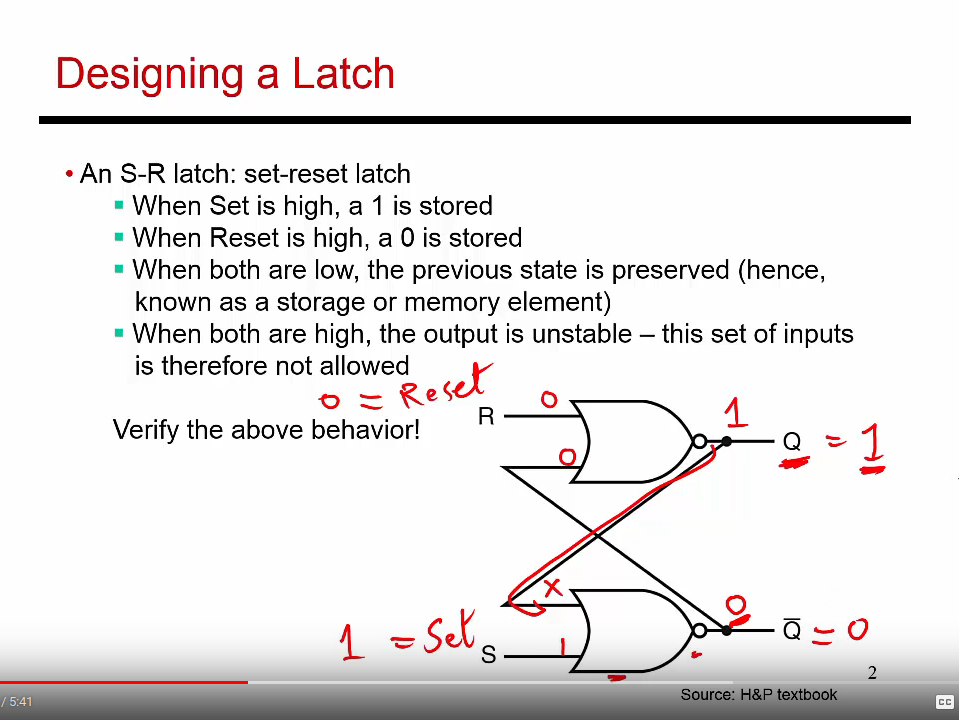 Designing a Latch
• An S-R latch: set-reset latch
▪ When Set is high, a 1 is stored
▪ When Reset is high, a 0 is stored
▪ When both are low, the previous state is preserved (hence,
known as a storage or memory element)
▪ When both are high, the output is unstable – this set of inputs
is therefore not allowed
0 = Reset
Verify the above behavior!
R 0 1 Q = 1
0
x
1 = Set S 1 0 Q̅ = 0
2
Source: H&P textbook
/ 5:41
CC